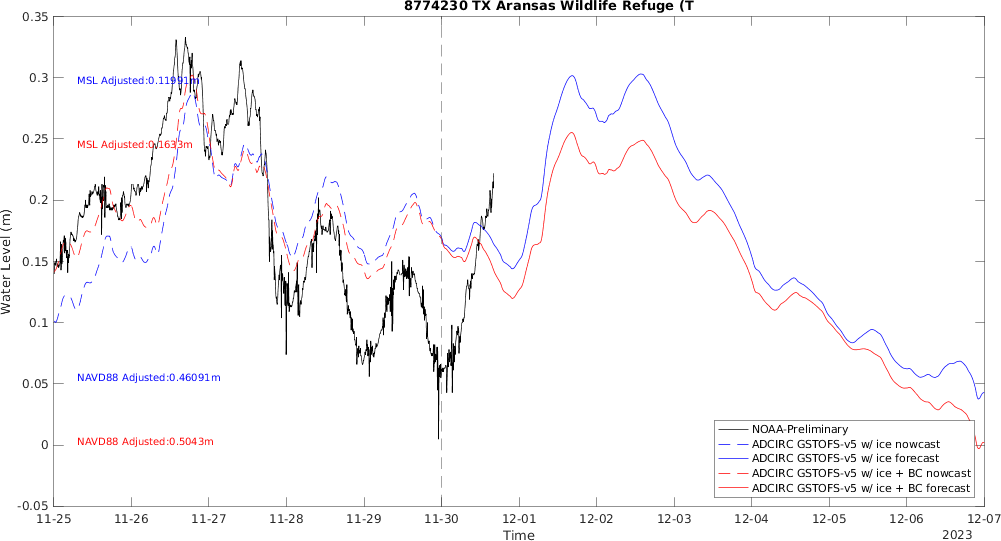 8774230 TX Aransas Wildlife Refuge (T
0.35
0.3
0.25
0.2
0.15
0.1
0.05
0
-0.05
Water Level (m)
MSL Adjusted:0.11991m
MSL Adjusted:0.1633m
NAVD88 Adjusted:0.46091m
NAVD88 Adjusted:0.5043m
NOAA-Preliminary
ADCIRC GSTOFS-v5 w/ ice nowcast
ADCIRC GSTOFS-v5 w/ ice forecast
ADCIRC GSTOFS-v5 w/ ice + BC nowcast
ADCIRC GSTOFS-v5 w/ ice + BC forecast
11-25 11-26 11-27 11-28 11-29 11-30 12-01 12-02 12-03 12-04 12-05 12-06 12-07
Time
2023